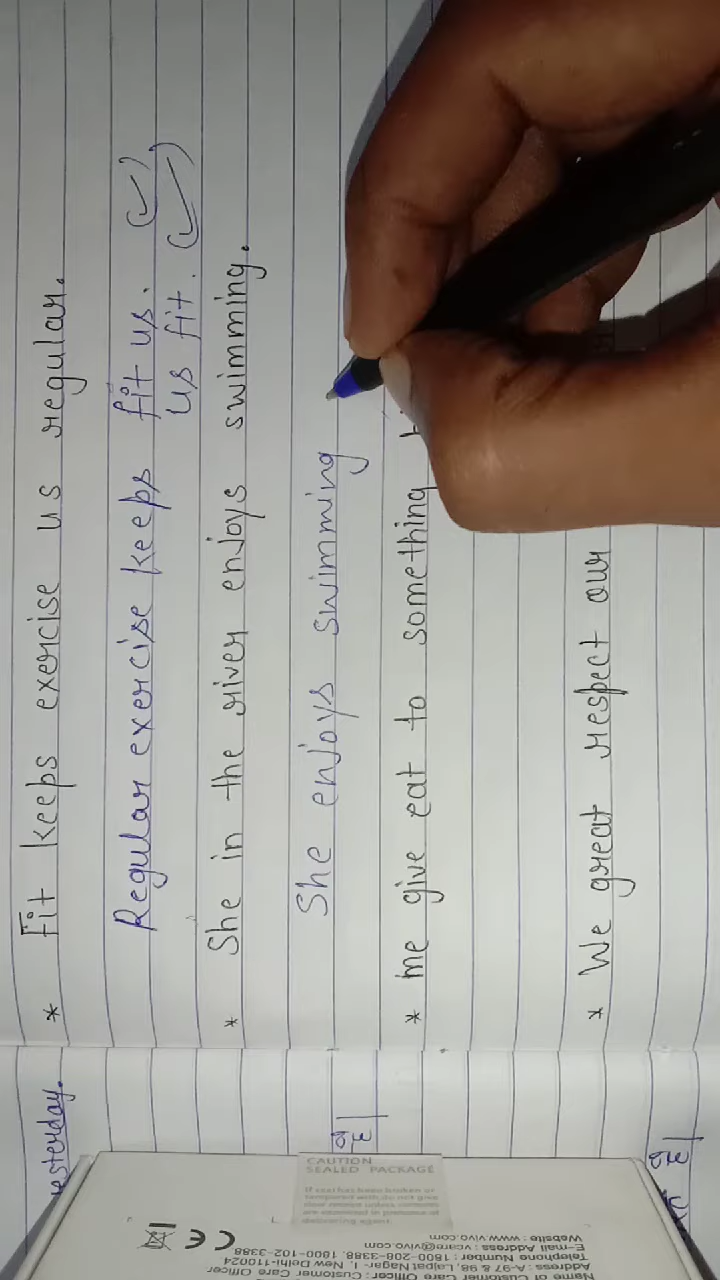 * Fit keeps exercise us regular.
Regular exercise keeps fit us. (✓)
us fit. (✓)
* She in the river enjoys swimming.
She enjoys swimming
* me give eat to something
* We great respect our
esterday.
CAUTION
SEALED PACKAGE
CE
Website : www.vivo.com
E-mail Address : vcare@vivo.com
Telephone Number : 1800-208-3388, 1800-102-3388
Address : A-97 & 98, Lajpat Nagar- I, New Delhi-110024
Name Customer Care Officer : Customer Care Officer